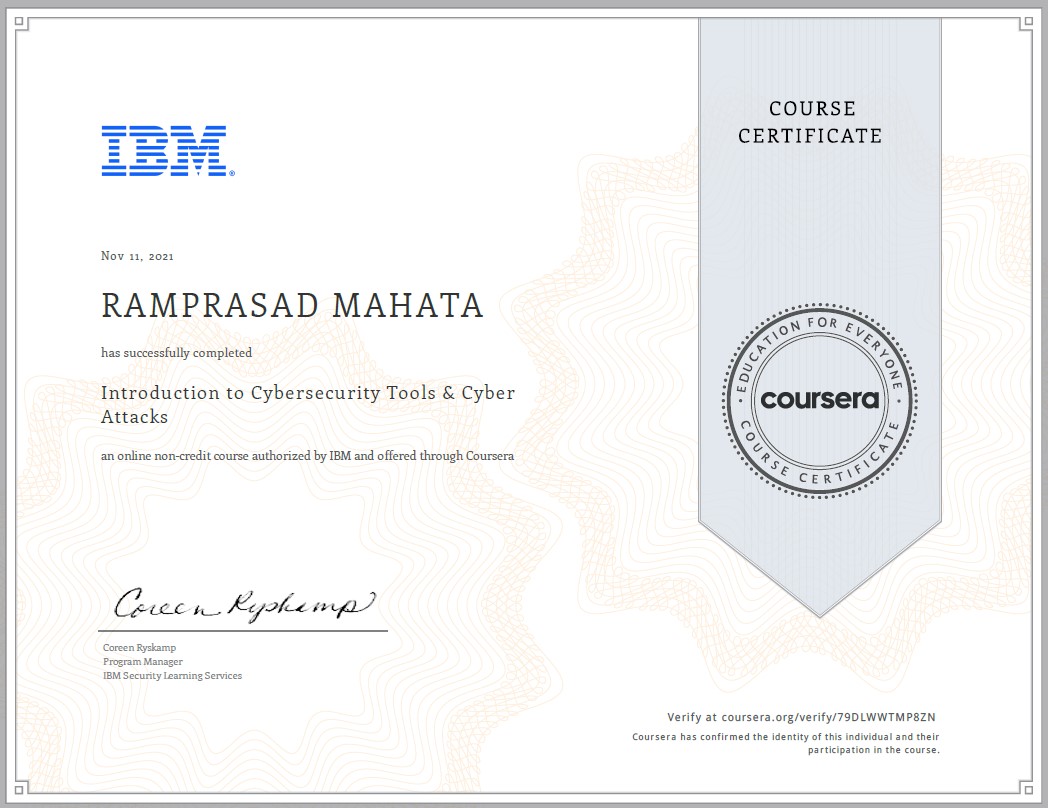 IBM®
COURSE
CERTIFICATE
Nov 11, 2021
RAMPRASAD MAHATA
has successfully completed
Introduction to Cybersecurity Tools & Cyber
Attacks
an online non-credit course authorized by IBM and offered through Coursera
EDUCATION FOR EVERYONE
coursera
COURSE CERTIFICATE
Coreen Ryskamp
Coreen Ryskamp
Program Manager
IBM Security Learning Services
Verify at coursera.org/verify/79DLWWTMP8ZN
Coursera has confirmed the identity of this individual and their
participation in the course.